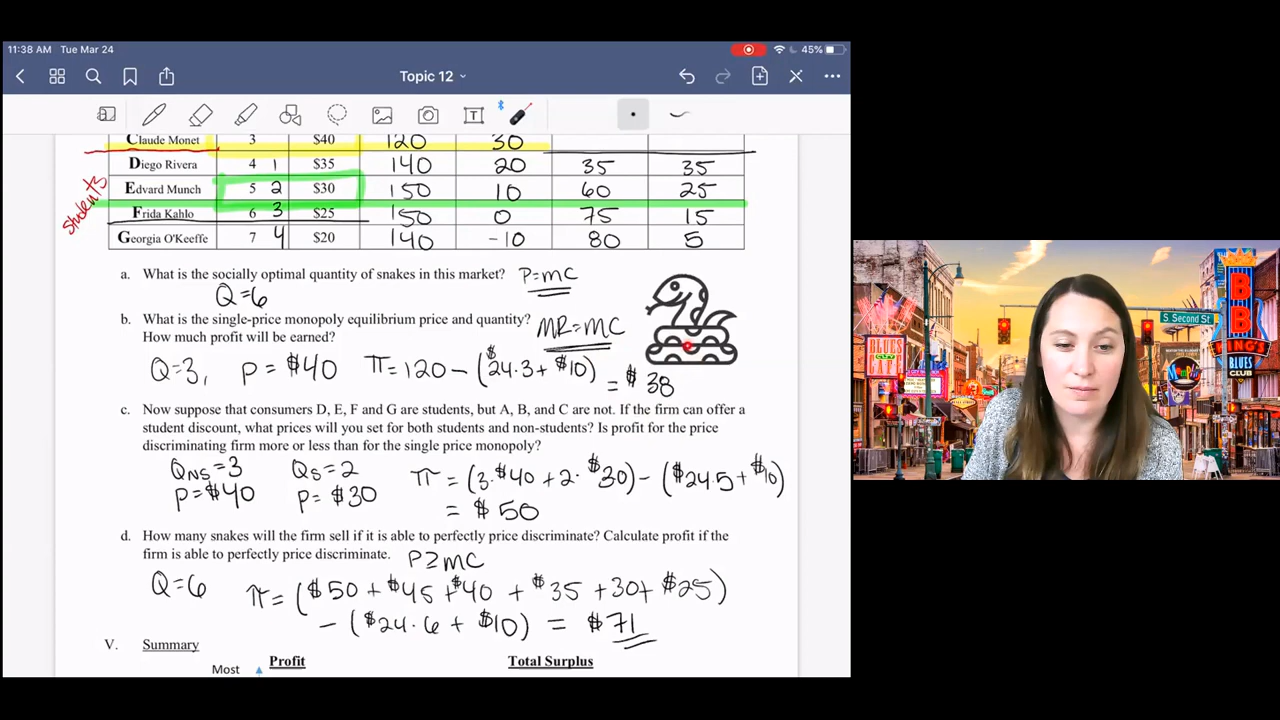 11:38 AM Tue Mar 24
45%
Topic 12
Claude Monet 3 $40 120 30
Diego Rivera 4 1 $35 140 20 35 35
Edvard Munch 5 2 $30 150 10 60 25
Frida Kahlo 6 3 $25 150 0 75 15
Georgia O'Keeffe 7 4 $20 140 -10 80 5
students
a. What is the socially optimal quantity of snakes in this market? P=MC
Q=6
b. What is the single-price monopoly equilibrium price and quantity? MR=MC
How much profit will be earned?
Q=3, P=$40 π=120-($24·3+$10)
=$38
c. Now suppose that consumers D, E, F and G are students, but A, B, and C are not. If the firm can offer a
student discount, what prices will you set for both students and non-students? Is profit for the price
discriminating firm more or less than for the single price monopoly?
QNS=3 QS=2
P=$40 P=$30 π=(3·$40+2·$30)-($24·5+$10)
=$50
d. How many snakes will the firm sell if it is able to perfectly price discriminate? Calculate profit if the
firm is able to perfectly price discriminate. P≥MC
Q=6 π=($50+$45+$40+$35+30+$25)
-($24·6+$10)=$71
V. Summary
Profit Total Surplus
Most
S. Second St
BLUES CITY
Memphis
B.B. KING'S
BLUES CLUB